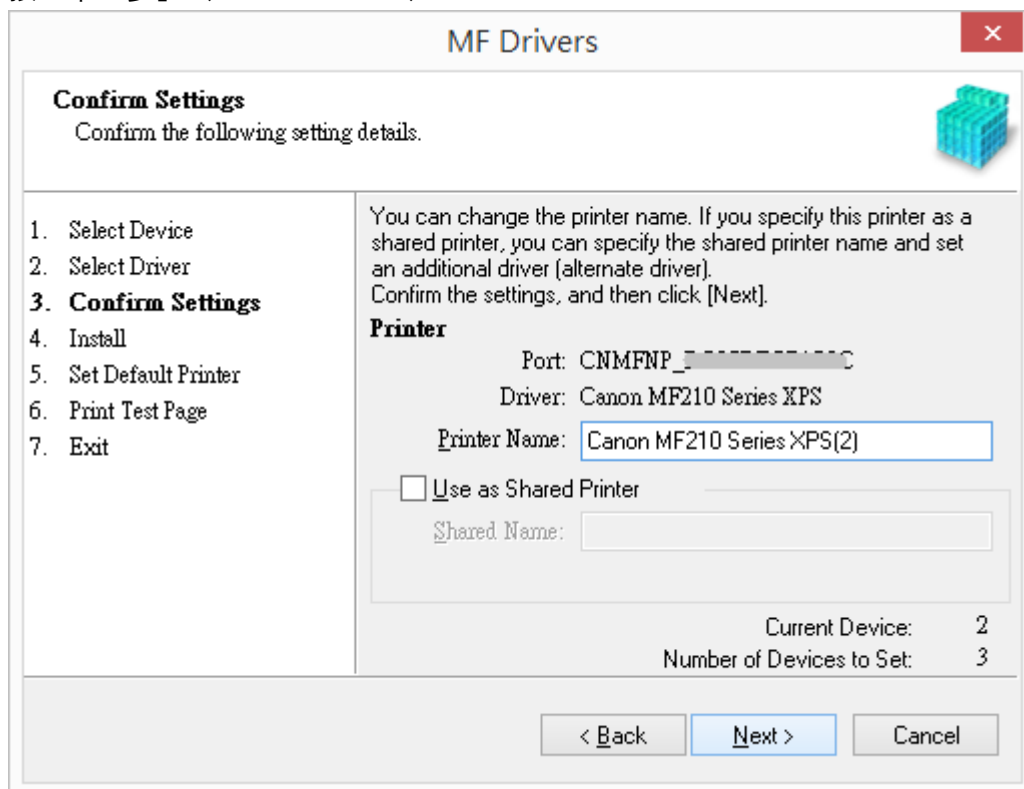 MF Drivers
Confirm Settings
Confirm the following setting details.
1. Select Device
2. Select Driver
3. Confirm Settings
4. Install
5. Set Default Printer
6. Print Test Page
7. Exit
You can change the printer name. If you specify this printer as a
shared printer, you can specify the shared printer name and set
an additional driver (alternate driver).
Confirm the settings, and then click [Next].
Printer
Port: CNMFNP_
Driver: Canon MF210 Series XPS
Printer Name: Canon MF210 Series XPS(2)
Use as Shared Printer
Shared Name:
Current Device: 2
Number of Devices to Set: 3
< Back Next > Cancel